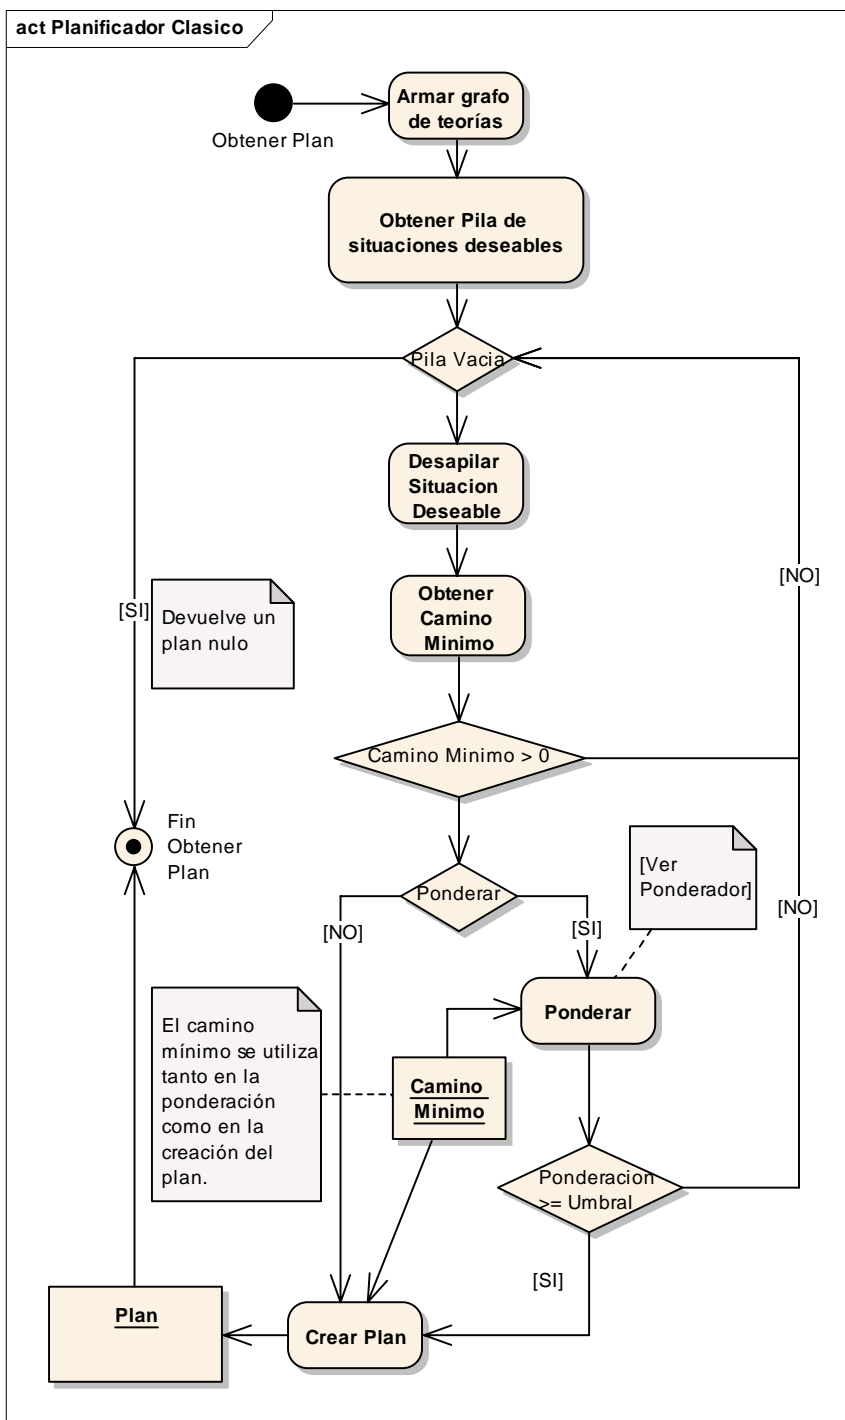 act Planificador Clasico
Obtener Plan
Armar grafo
de teorías
Obtener Pila de
situaciones deseables
Pila Vacia
Desapilar
Situacion
Deseable
[NO]
Obtener
Camino
Minimo
[SI]
Devuelve un
plan nulo
Camino Minimo > 0
Fin
Obtener
Plan
[Ver
Ponderador]
Ponderar
[NO]
[SI]
[NO]
Ponderar
El camino
mínimo se utiliza
tanto en la
ponderación
como en la
creación del
plan.
Camino
Minimo
Ponderacion
>= Umbral
[SI]
Plan
Crear Plan